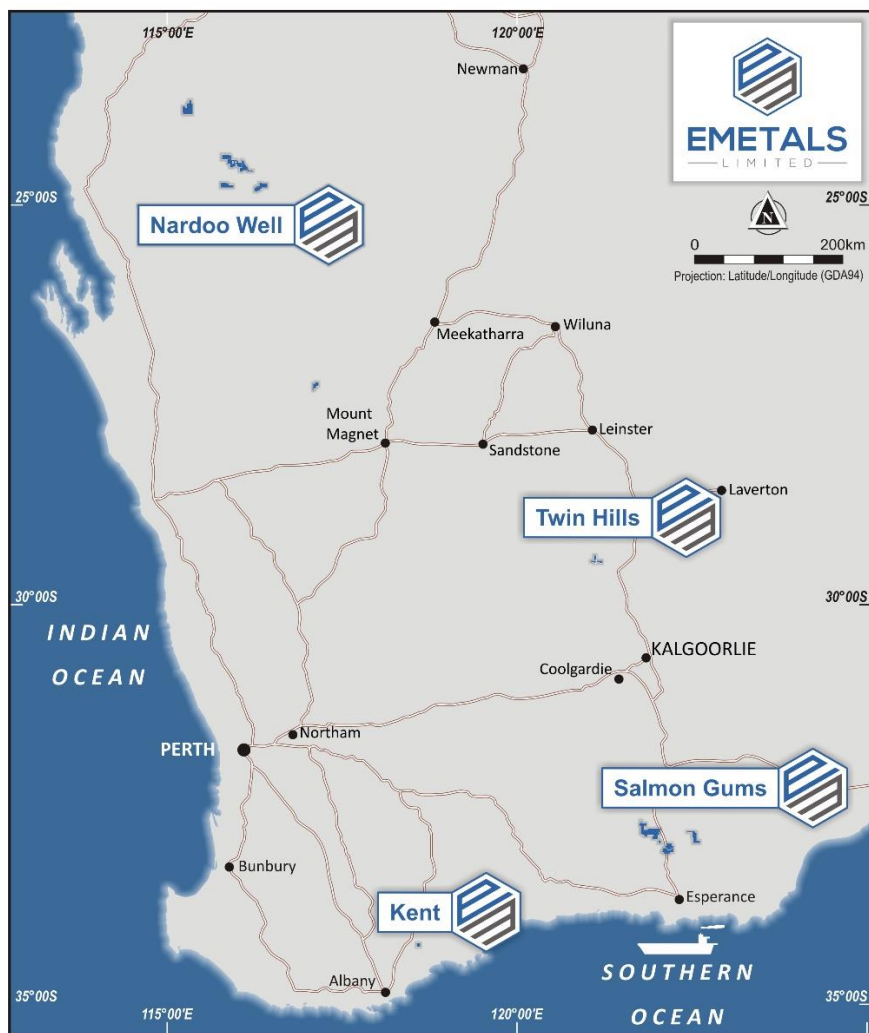 115°00'E
120°00'E
Newman
EMETALS
LIMITED
25°00S
25°00S
Nardoo Well
N
0
200km
Projection: Latitude/Longitude (GDA94)
Meekatharra
Wiluna
Mount
Magnet
Sandstone
Leinster
Laverton
Twin Hills
30°00S
30°00S
INDIAN
OCEAN
KALGOORLIE
Coolgardie
Northam
PERTH
Salmon Gums
Bunbury
Esperance
Kent
Albany
SOUTHERN
OCEAN
35°00S
35°00S
115°00'E
120°00'E